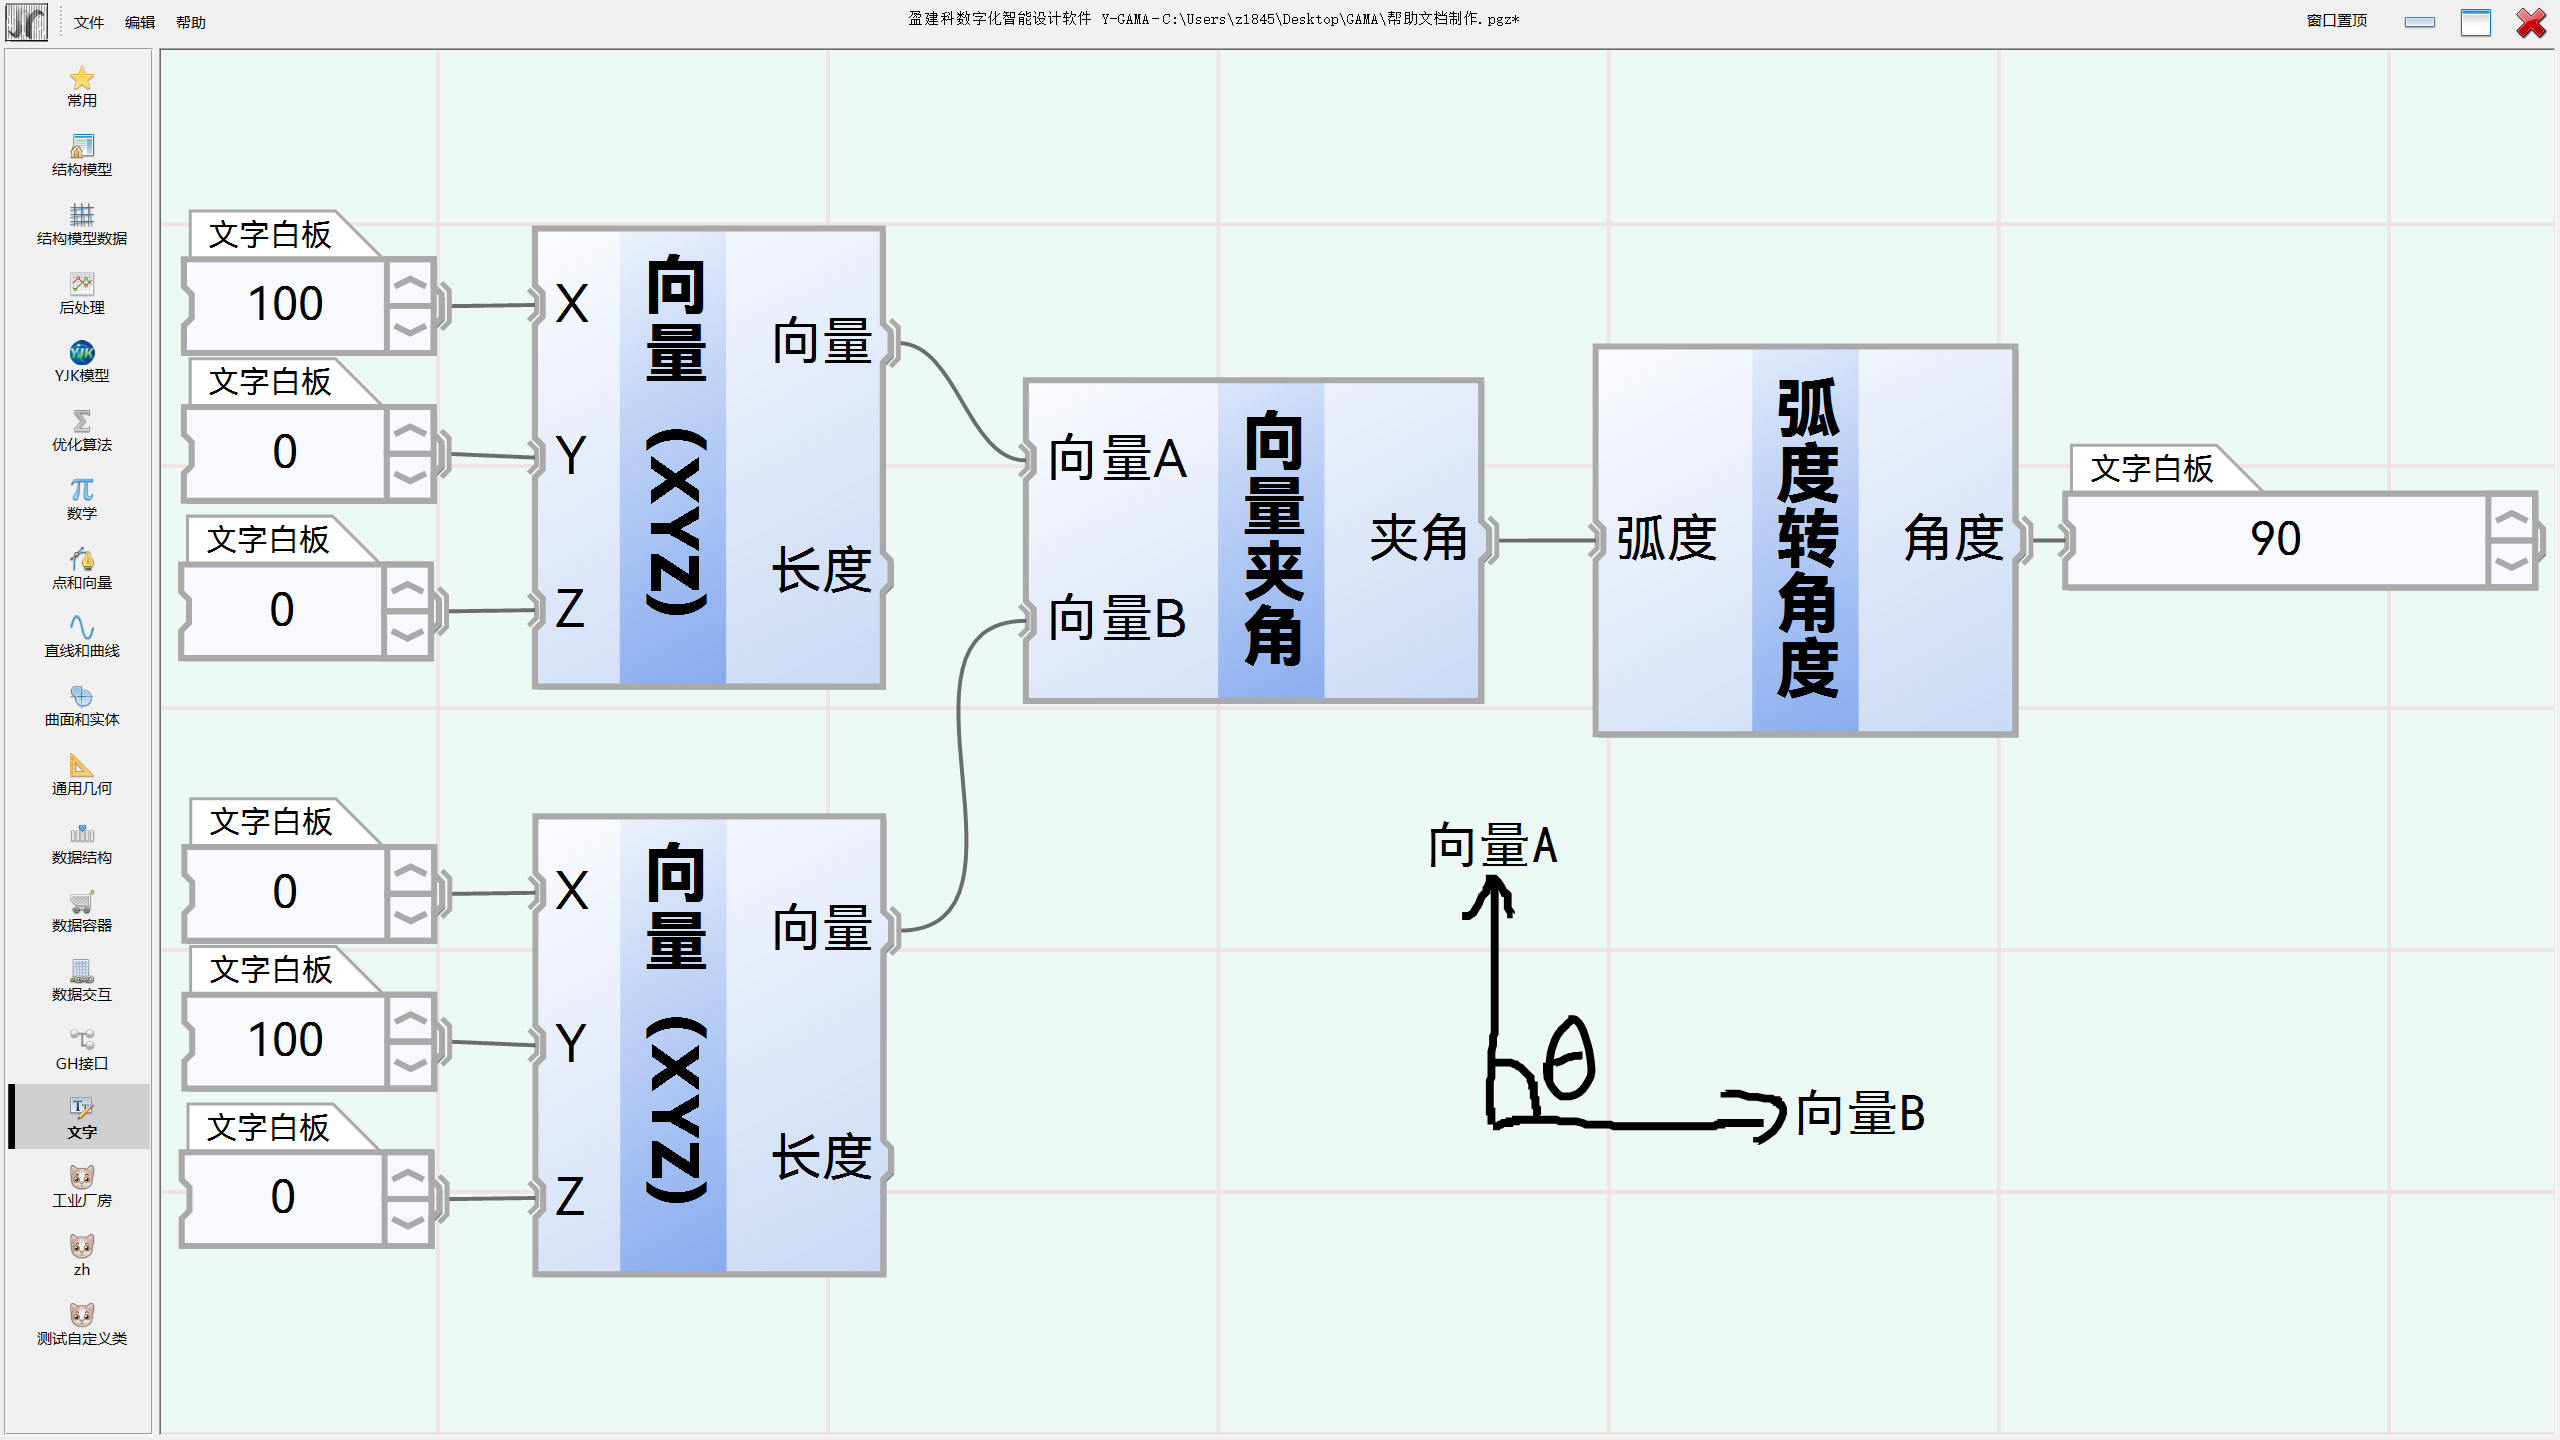 文件 编辑 帮助
盈建科数字化智能设计软件 Y-GAMA-C:\Users\z1845\Desktop\GAMA\帮助文档制作.pgz*
窗口置顶
常用
结构模型
结构模型数据
后处理
YJK
YJK模型
优化算法
数学
点和向量
直线和曲线
曲面和实体
通用几何
数据结构
数据容器
数据交互
GH接口
文字
工业厂房
zh
测试自定义类
文字白板
100
文字白板
0
文字白板
0
X
Y
Z
向量 (XYZ)
向量
长度
文字白板
0
文字白板
100
文字白板
0
X
Y
Z
向量 (XYZ)
向量
长度
向量A
向量B
向量夹角
夹角
弧度
弧度转角度
角度
文字白板
90
向量A
θ
向量B